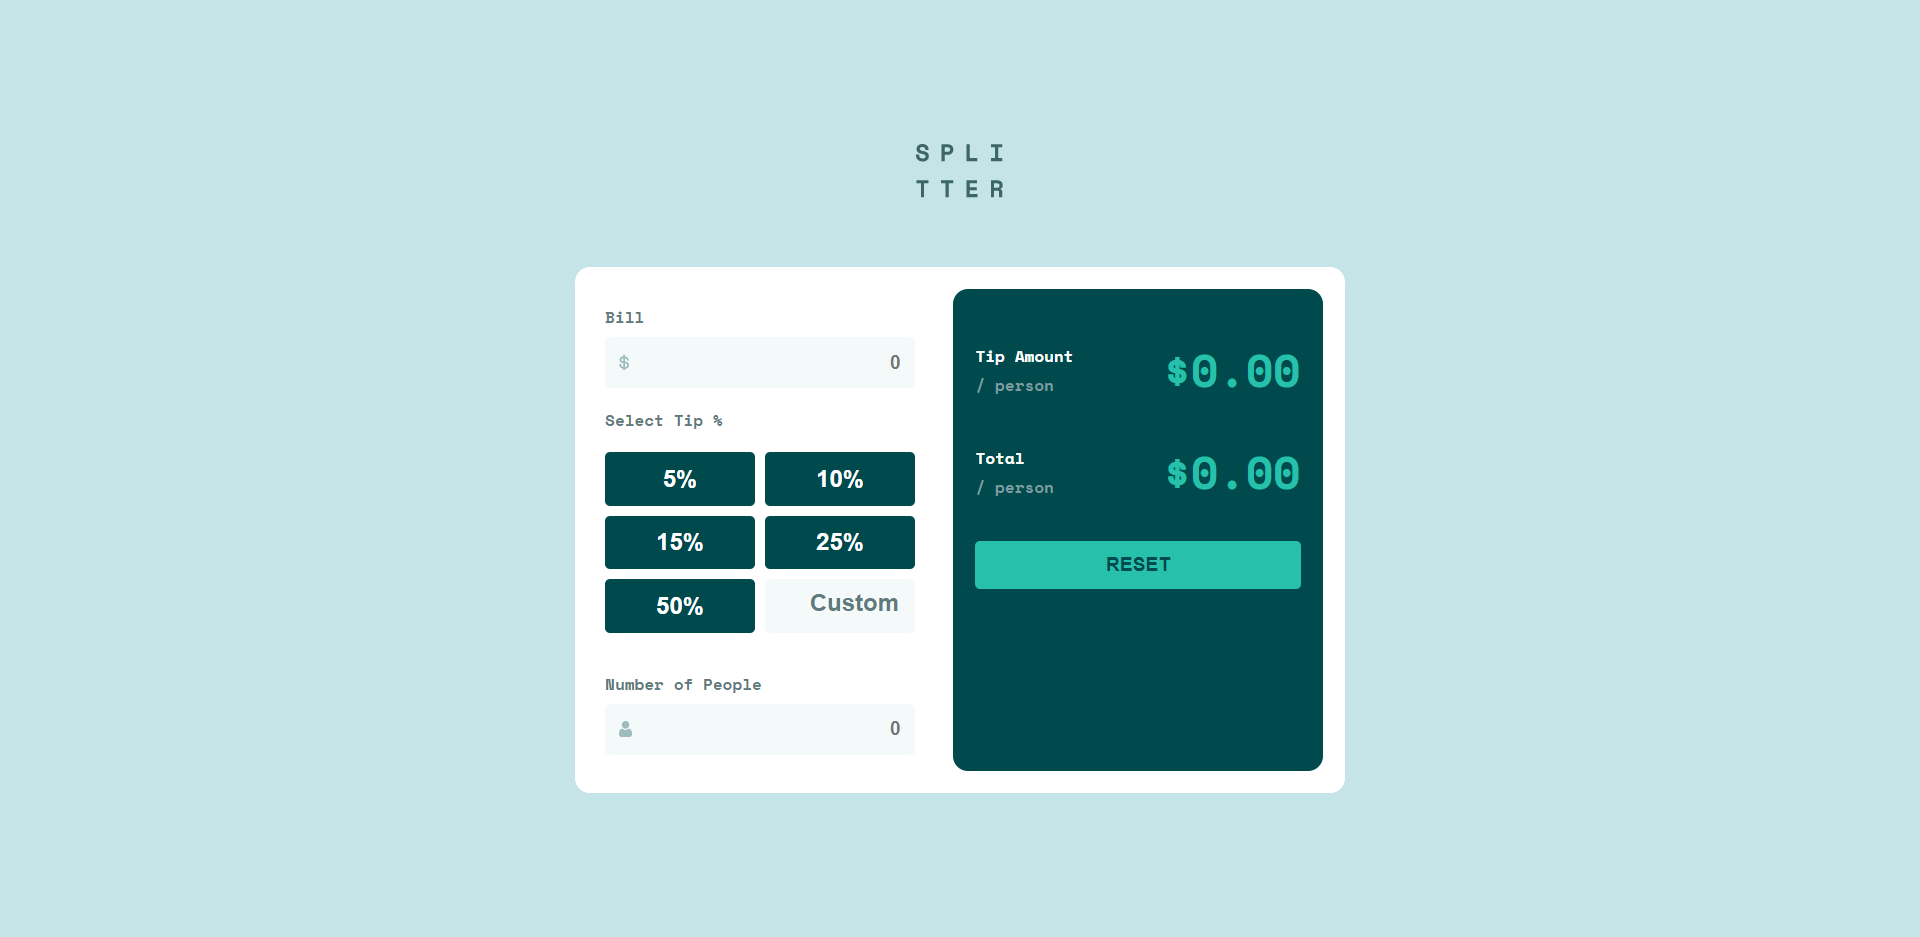 S P L I
T T E R
Bill
$ 0
Select Tip %
5% 10%
15% 25%
50% Custom
Number of People
0
Tip Amount
/ person
$0.00
Total
/ person
$0.00
RESET